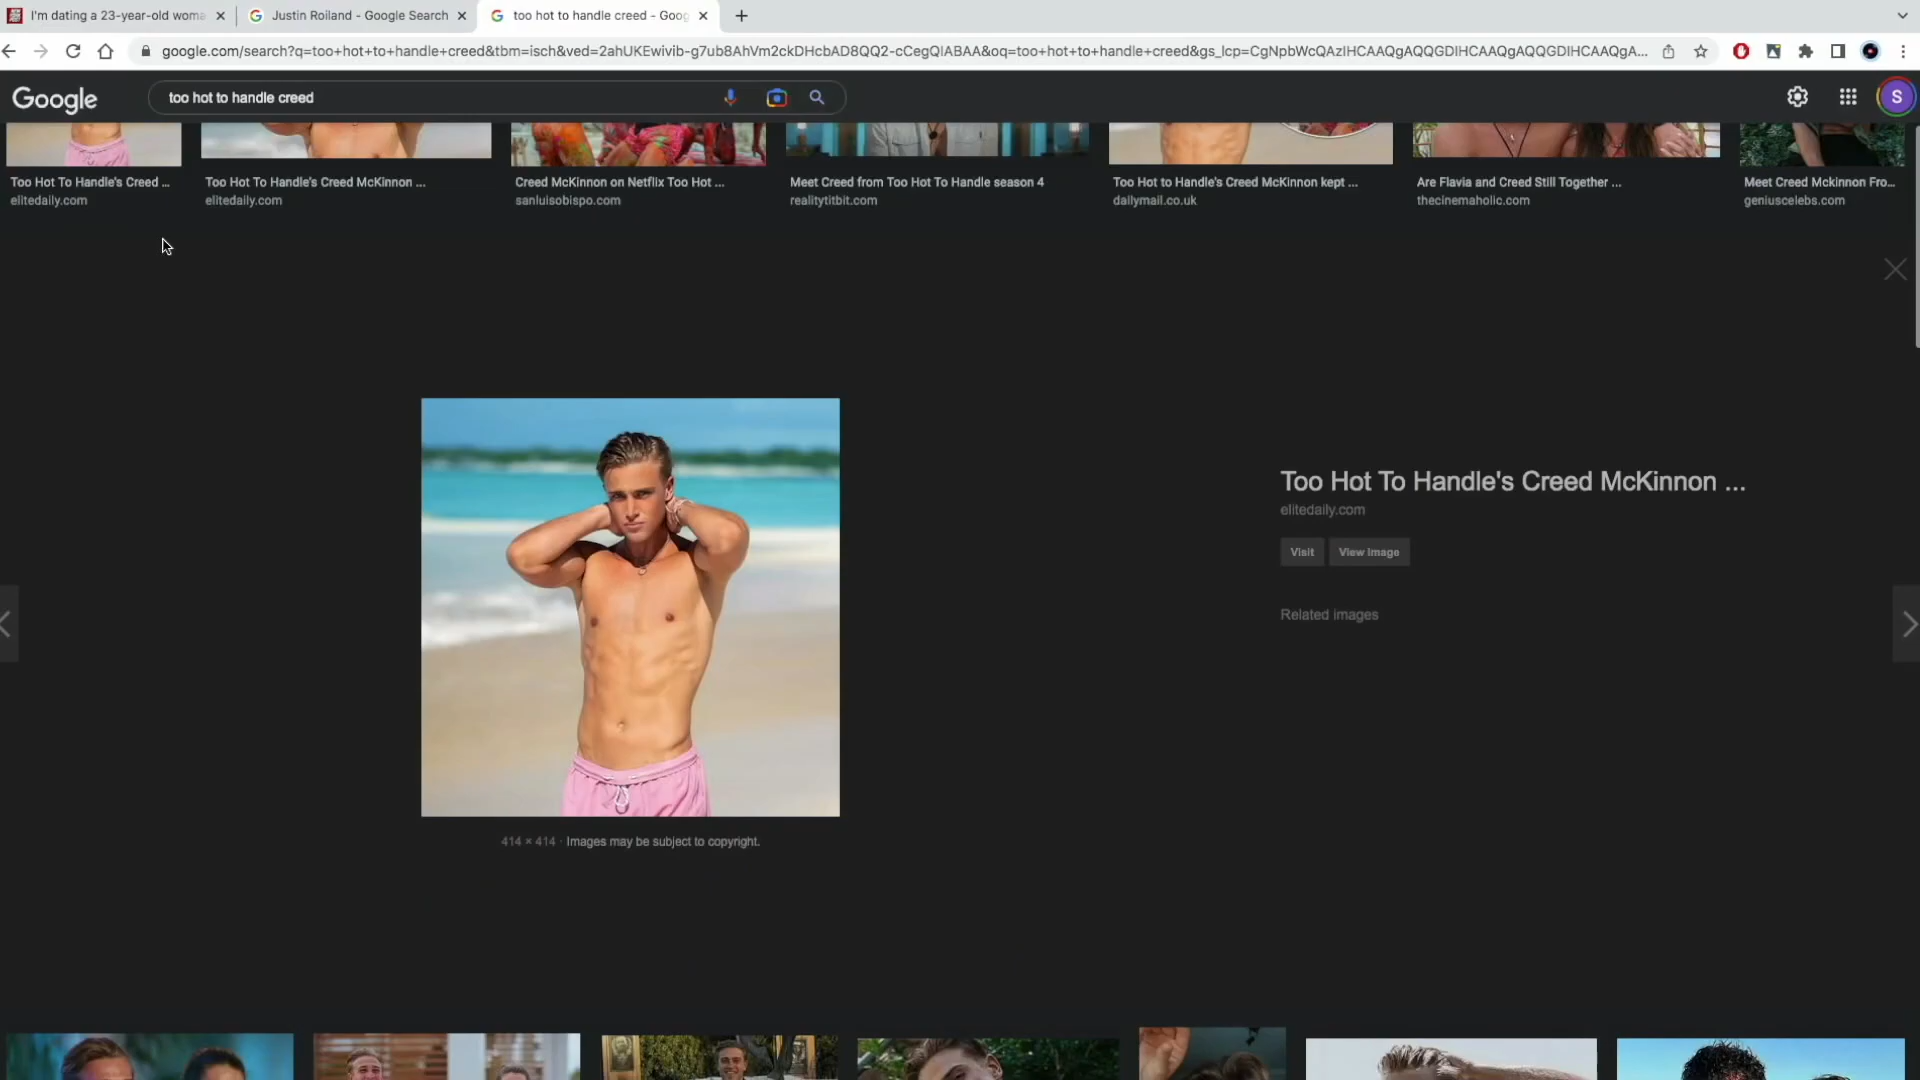 I'm dating a 23-year-old woma
Justin Roiland - Google Search
too hot to handle creed - Goog
google.com/search?q=too+hot+to+handle+creed&tbm=isch&ved=2ahUKEwivib-g7ub8AhVm2ckDHcbAD8QQ2-cCegQIABAA&oq=too+hot+to+handle+creed&gs_lcp=CgNpbWcQAzIHCAAQgAQQGDIHCAAQgAQQGDIHCAAQgA...
Google
too hot to handle creed
S
Too Hot To Handle's Creed ...
elitedaily.com
Too Hot To Handle's Creed McKinnon ...
elitedaily.com
Creed McKinnon on Netflix Too Hot ...
sanluisobispo.com
Meet Creed from Too Hot To Handle season 4
realitytitbit.com
Too Hot to Handle's Creed McKinnon kept ...
dailymail.co.uk
Are Flavia and Creed Still Together ...
thecinemaholic.com
Meet Creed Mckinnon Fro...
geniuscelebs.com
Too Hot To Handle's Creed McKinnon ...
elitedaily.com
Visit
View Image
Related images
414 × 414 · Images may be subject to copyright.